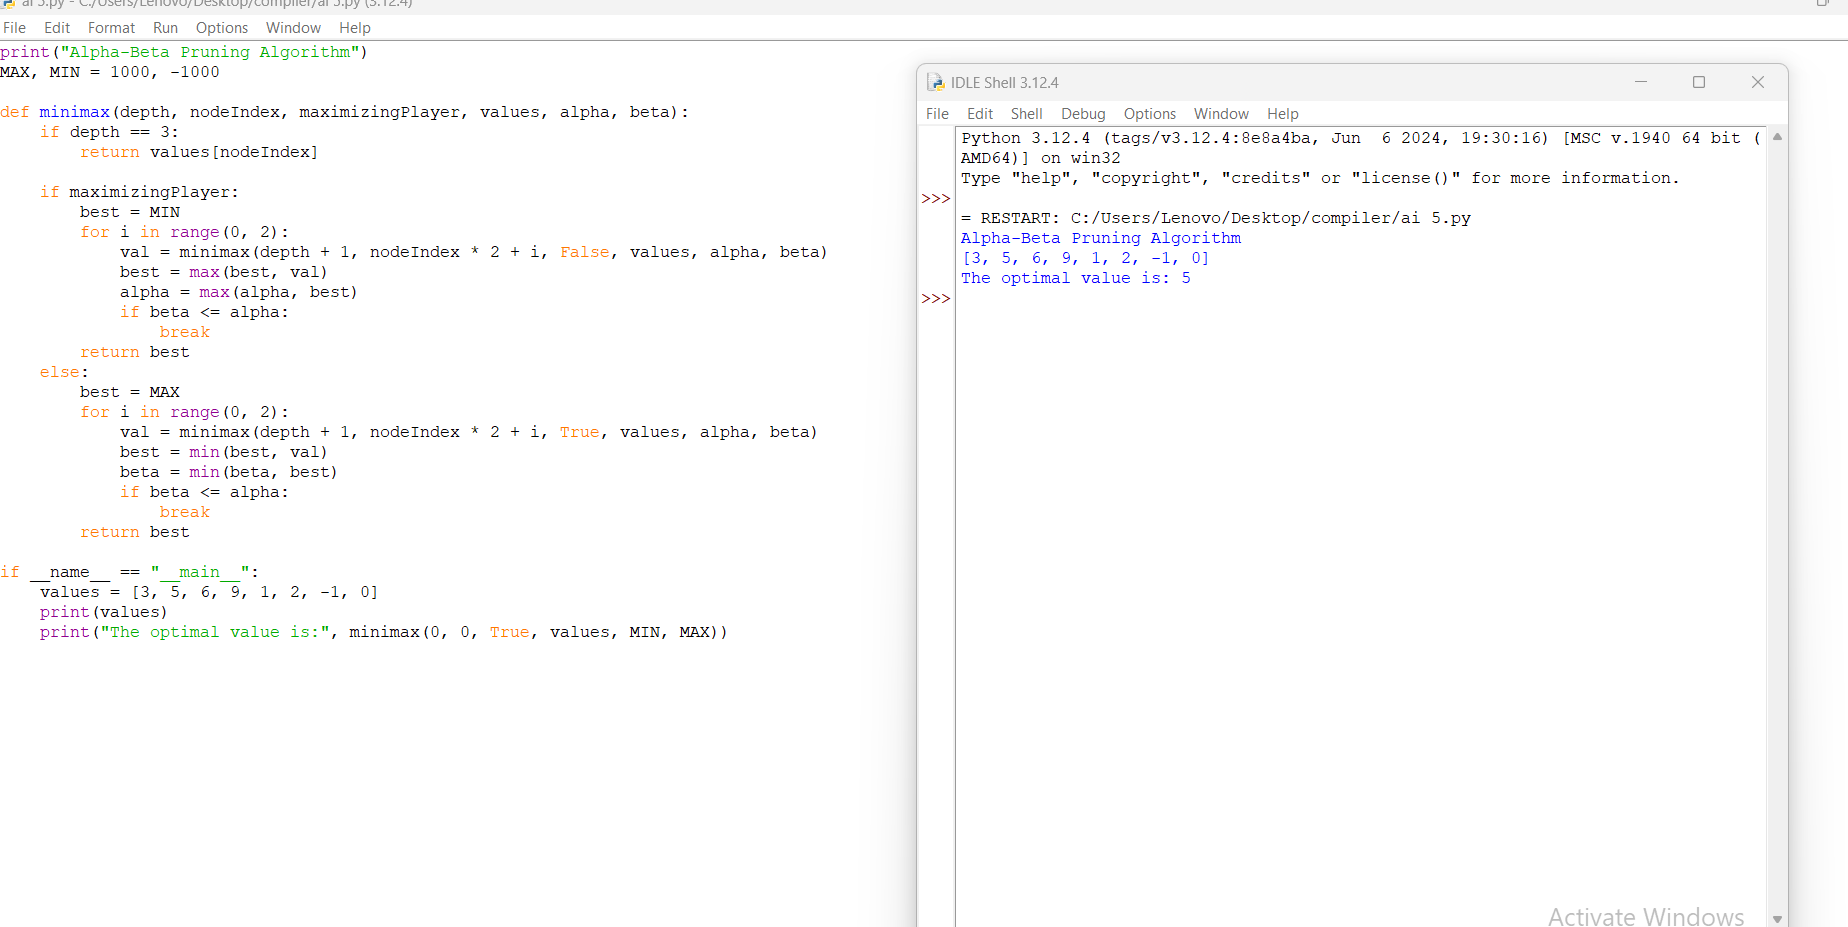 ai 5.py - C:/Users/Lenovo/Desktop/compiler/ai 5.py (3.12.4)
File Edit Format Run Options Window Help
print("Alpha-Beta Pruning Algorithm")
MAX, MIN = 1000, -1000
def minimax(depth, nodeIndex, maximizingPlayer, values, alpha, beta):
    if depth == 3:
        return values[nodeIndex]
    if maximizingPlayer:
        best = MIN
        for i in range(0, 2):
            val = minimax(depth + 1, nodeIndex * 2 + i, False, values, alpha, beta)
            best = max(best, val)
            alpha = max(alpha, best)
            if beta <= alpha:
                break
        return best
    else:
        best = MAX
        for i in range(0, 2):
            val = minimax(depth + 1, nodeIndex * 2 + i, True, values, alpha, beta)
            best = min(best, val)
            beta = min(beta, best)
            if beta <= alpha:
                break
        return best
if __name__ == "__main__":
    values = [3, 5, 6, 9, 1, 2, -1, 0]
    print(values)
    print("The optimal value is:", minimax(0, 0, True, values, MIN, MAX))
IDLE Shell 3.12.4
File Edit Shell Debug Options Window Help
Python 3.12.4 (tags/v3.12.4:8e8a4ba, Jun  6 2024, 19:30:16) [MSC v.1940 64 bit (
AMD64)] on win32
Type "help", "copyright", "credits" or "license()" for more information.
>>>
= RESTART: C:/Users/Lenovo/Desktop/compiler/ai 5.py
Alpha-Beta Pruning Algorithm
[3, 5, 6, 9, 1, 2, -1, 0]
The optimal value is: 5
>>>
Activate Windows